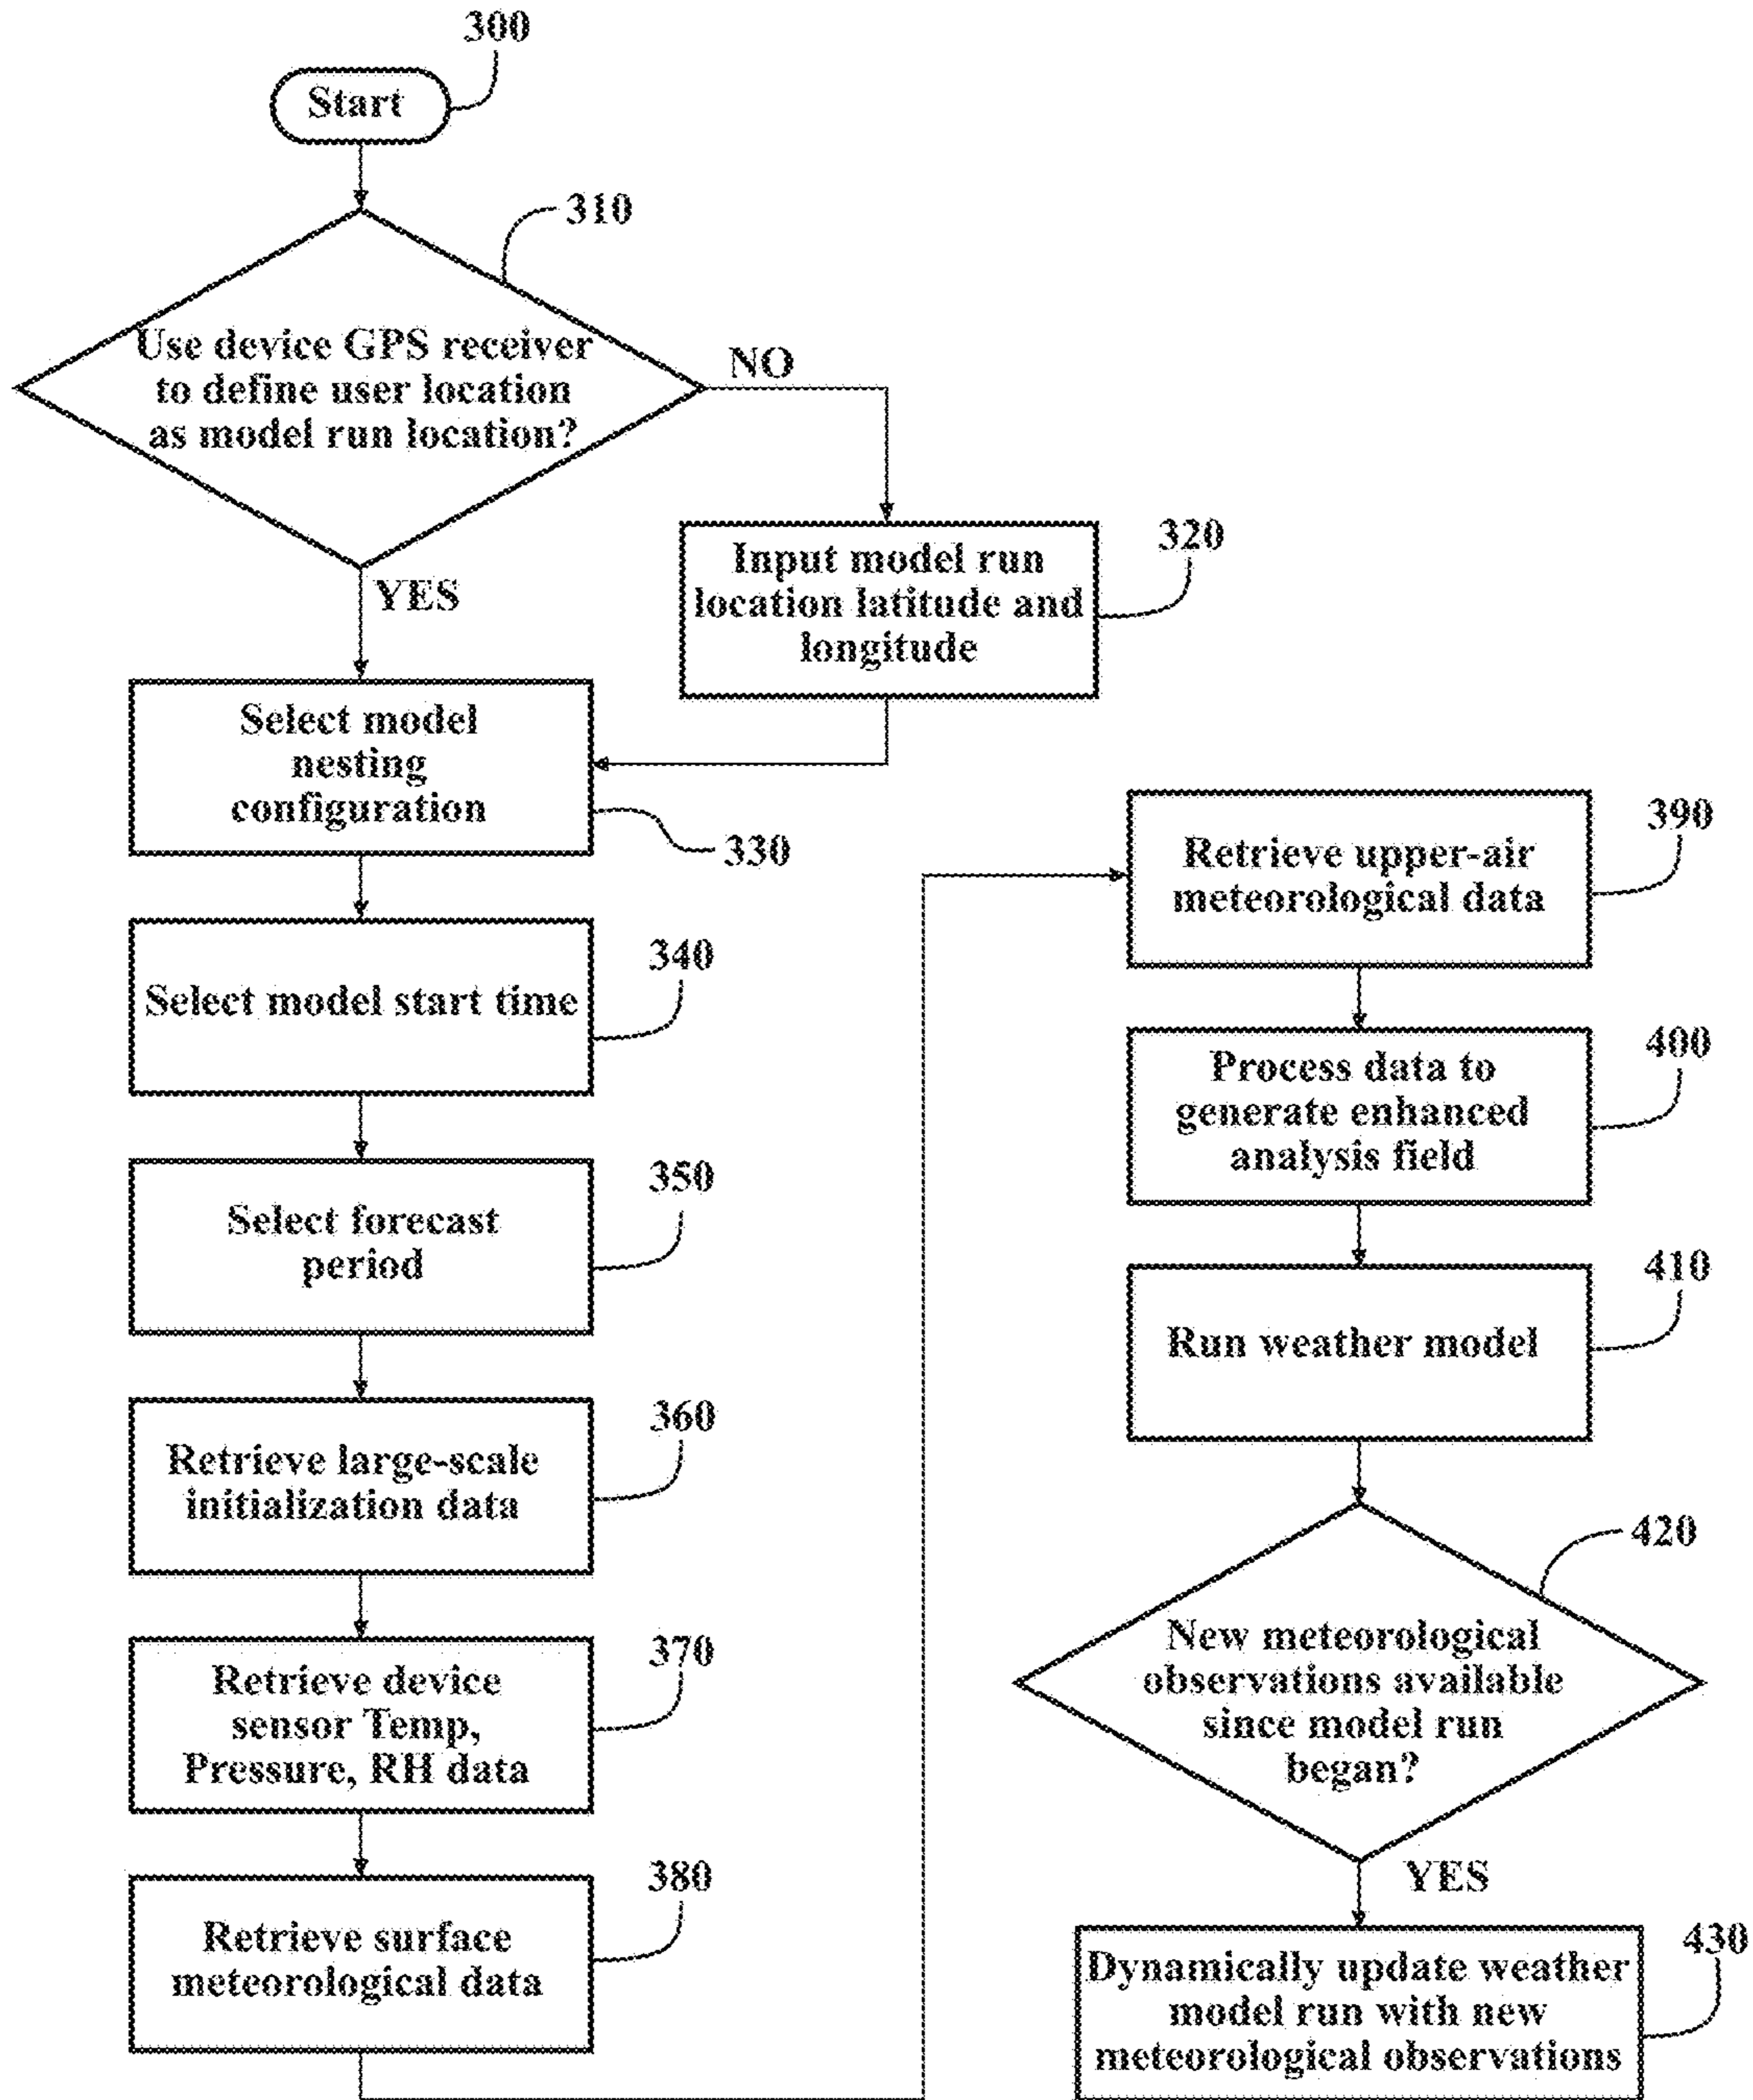 300
Start
310
Use device GPS receiver
to define user location
as model run location?
NO
YES
320
Input model run
location latitude and
longitude
Select model
nesting
configuration
330
340
Select model start time
350
Select forecast
period
360
Retrieve large-scale
initialization data
370
Retrieve device
sensor Temp,
Pressure, RH data
380
Retrieve surface
meteorological data
390
Retrieve upper-air
meteorological data
400
Process data to
generate enhanced
analysis field
410
Run weather model
420
New meteorological
observations available
since model run
began?
YES
430
Dynamically update weather
model run with new
meteorological observations